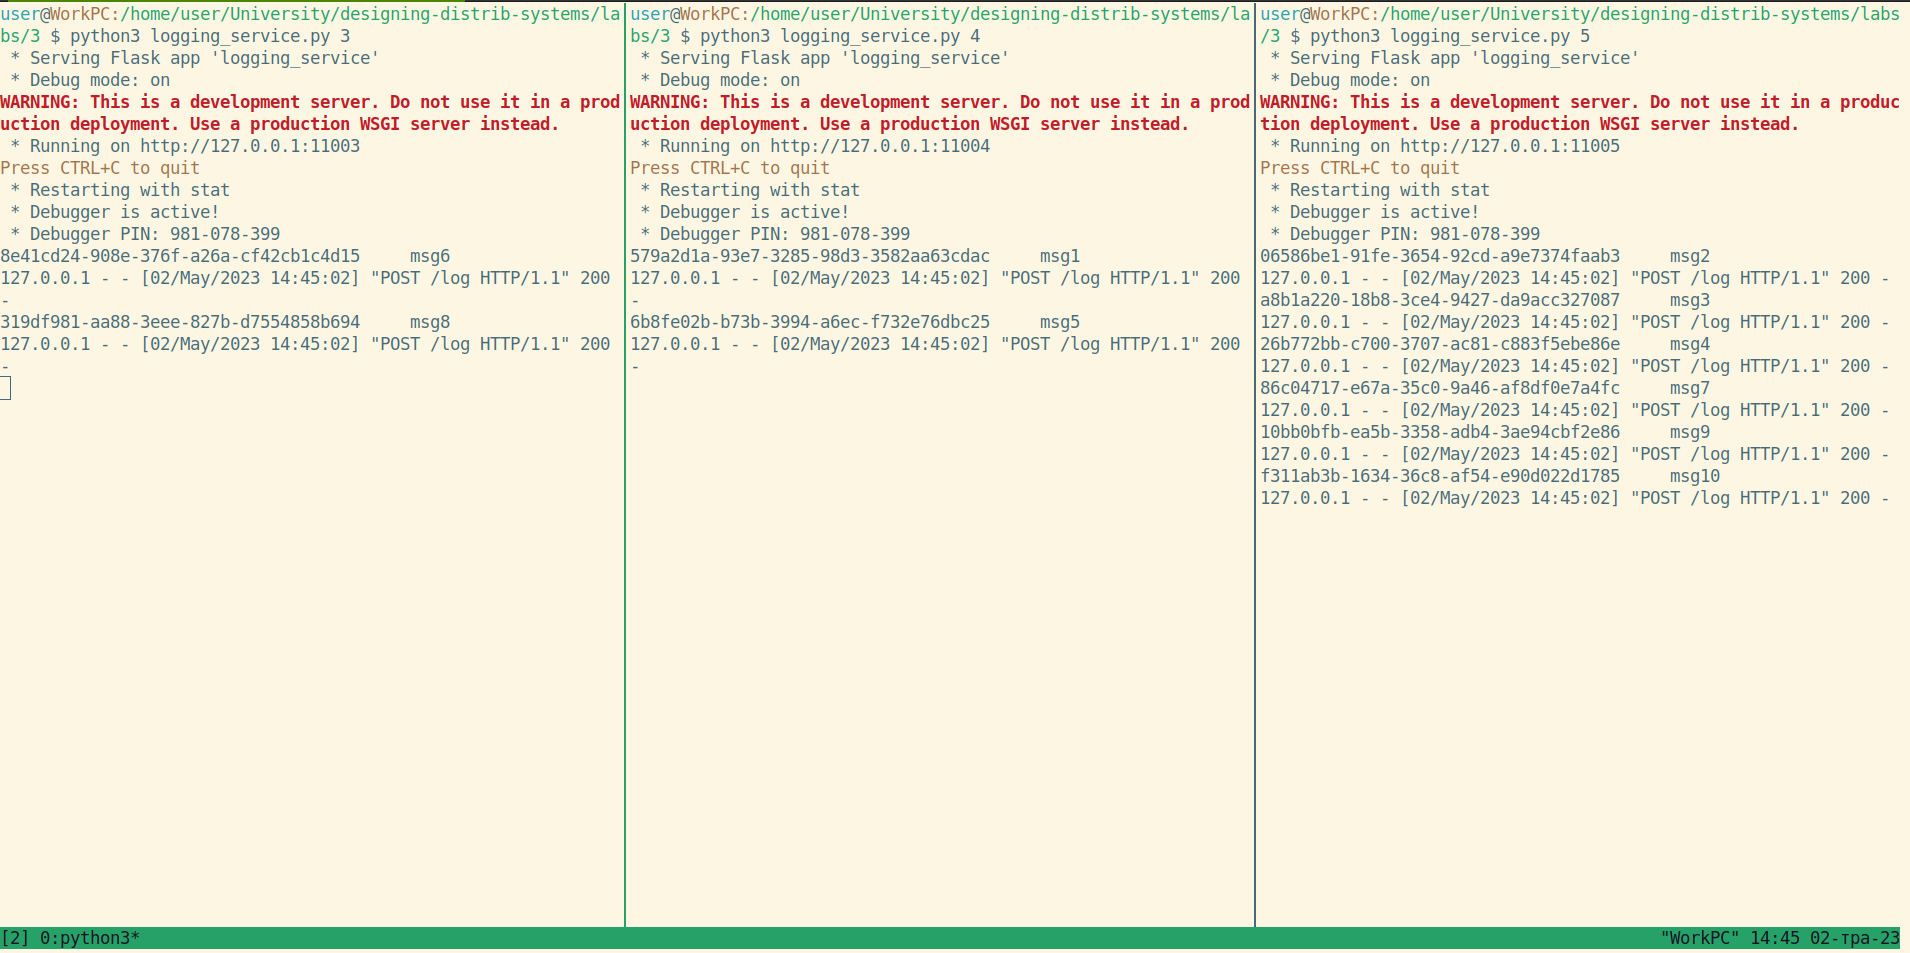 user@WorkPC:/home/user/University/designing-distrib-systems/la
bs/3 $ python3 logging_service.py 3
 * Serving Flask app 'logging_service'
 * Debug mode: on
WARNING: This is a development server. Do not use it in a prod
uction deployment. Use a production WSGI server instead.
 * Running on http://127.0.0.1:11003
Press CTRL+C to quit
 * Restarting with stat
 * Debugger is active!
 * Debugger PIN: 981-078-399
8e41cd24-908e-376f-a26a-cf42cb1c4d15     msg6
127.0.0.1 - - [02/May/2023 14:45:02] "POST /log HTTP/1.1" 200
-
319df981-aa88-3eee-827b-d7554858b694     msg8
127.0.0.1 - - [02/May/2023 14:45:02] "POST /log HTTP/1.1" 200
-
user@WorkPC:/home/user/University/designing-distrib-systems/la
bs/3 $ python3 logging_service.py 4
 * Serving Flask app 'logging_service'
 * Debug mode: on
WARNING: This is a development server. Do not use it in a prod
uction deployment. Use a production WSGI server instead.
 * Running on http://127.0.0.1:11004
Press CTRL+C to quit
 * Restarting with stat
 * Debugger is active!
 * Debugger PIN: 981-078-399
579a2d1a-93e7-3285-98d3-3582aa63cdac     msg1
127.0.0.1 - - [02/May/2023 14:45:02] "POST /log HTTP/1.1" 200
-
6b8fe02b-b73b-3994-a6ec-f732e76dbc25     msg5
127.0.0.1 - - [02/May/2023 14:45:02] "POST /log HTTP/1.1" 200
-
user@WorkPC:/home/user/University/designing-distrib-systems/labs
/3 $ python3 logging_service.py 5
 * Serving Flask app 'logging_service'
 * Debug mode: on
WARNING: This is a development server. Do not use it in a produc
tion deployment. Use a production WSGI server instead.
 * Running on http://127.0.0.1:11005
Press CTRL+C to quit
 * Restarting with stat
 * Debugger is active!
 * Debugger PIN: 981-078-399
06586be1-91fe-3654-92cd-a9e7374faab3     msg2
127.0.0.1 - - [02/May/2023 14:45:02] "POST /log HTTP/1.1" 200 -
a8b1a220-18b8-3ce4-9427-da9acc327087     msg3
127.0.0.1 - - [02/May/2023 14:45:02] "POST /log HTTP/1.1" 200 -
26b772bb-c700-3707-ac81-c883f5ebe86e     msg4
127.0.0.1 - - [02/May/2023 14:45:02] "POST /log HTTP/1.1" 200 -
86c04717-e67a-35c0-9a46-af8df0e7a4fc     msg7
127.0.0.1 - - [02/May/2023 14:45:02] "POST /log HTTP/1.1" 200 -
10bb0bfb-ea5b-3358-adb4-3ae94cbf2e86     msg9
127.0.0.1 - - [02/May/2023 14:45:02] "POST /log HTTP/1.1" 200 -
f311ab3b-1634-36c8-af54-e90d022d1785     msg10
127.0.0.1 - - [02/May/2023 14:45:02] "POST /log HTTP/1.1" 200 -
[2] 0:python3*
"WorkPC" 14:45 02-тра-23